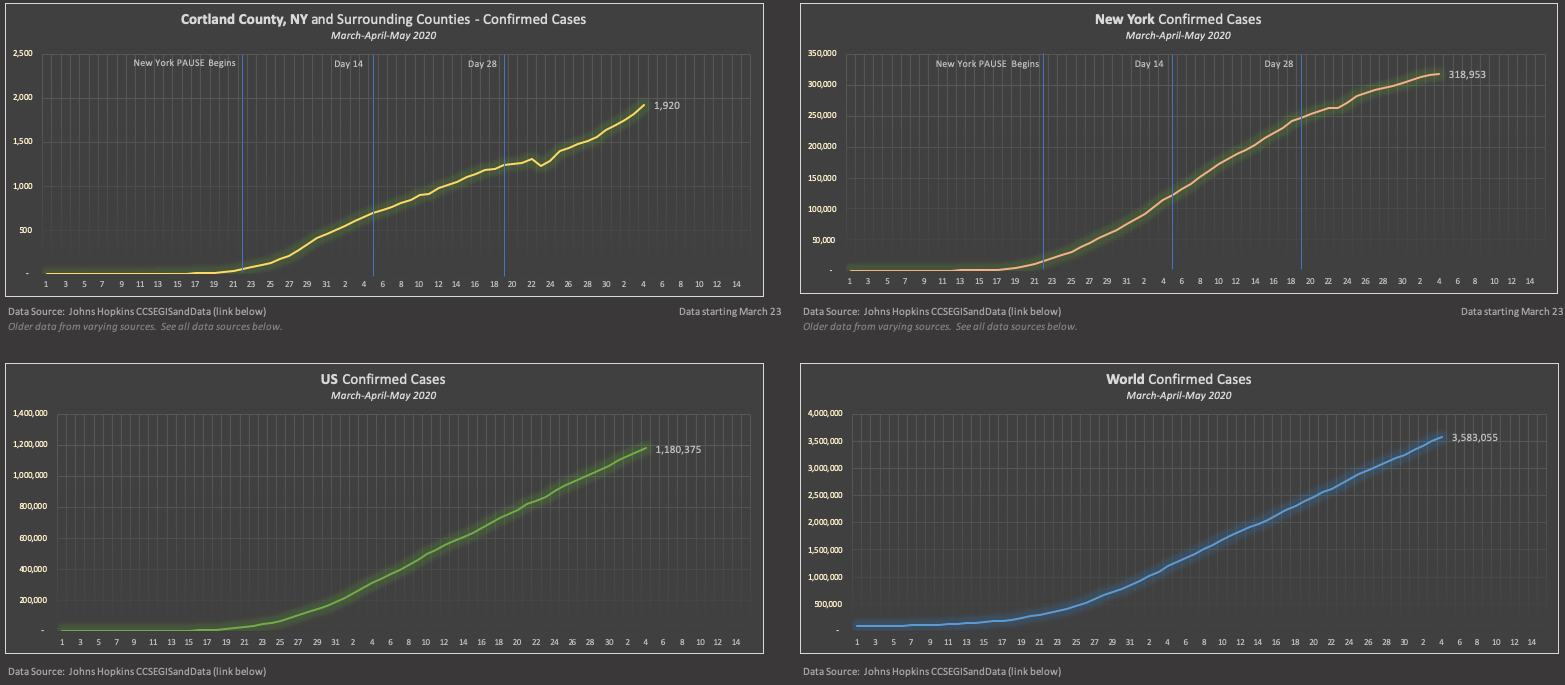 Cortland County, NY and Surrounding Counties - Confirmed Cases
March-April-May 2020
2,500
2,000
1,500
1,000
500
-
New York PAUSE Begins
Day 14
Day 28
1,920
1 3 5 7 9 11 13 15 17 19 21 23 25 27 29 31 2 4 6 8 10 12 14 16 18 20 22 24 26 28 30 2 4 6 8 10 12 14
Data Source: Johns Hopkins CCSEGISandData (link below)
Data starting March 23
Older data from varying sources. See all data sources below.
New York Confirmed Cases
March-April-May 2020
350,000
300,000
250,000
200,000
150,000
100,000
50,000
-
New York PAUSE Begins
Day 14
Day 28
318,953
1 3 5 7 9 11 13 15 17 19 21 23 25 27 29 31 2 4 6 8 10 12 14 16 18 20 22 24 26 28 30 2 4 6 8 10 12 14
Data Source: Johns Hopkins CCSEGISandData (link below)
Data starting March 23
Older data from varying sources. See all data sources below.
US Confirmed Cases
March-April-May 2020
1,400,000
1,200,000
1,000,000
800,000
600,000
400,000
200,000
-
1,180,375
1 3 5 7 9 11 13 15 17 19 21 23 25 27 29 31 2 4 6 8 10 12 14 16 18 20 22 24 26 28 30 2 4 6 8 10 12 14
Data Source: Johns Hopkins CCSEGISandData (link below)
World Confirmed Cases
March-April-May 2020
4,000,000
3,500,000
3,000,000
2,500,000
2,000,000
1,500,000
1,000,000
500,000
-
3,583,055
1 3 5 7 9 11 13 15 17 19 21 23 25 27 29 31 2 4 6 8 10 12 14 16 18 20 22 24 26 28 30 2 4 6 8 10 12 14
Data Source: Johns Hopkins CCSEGISandData (link below)